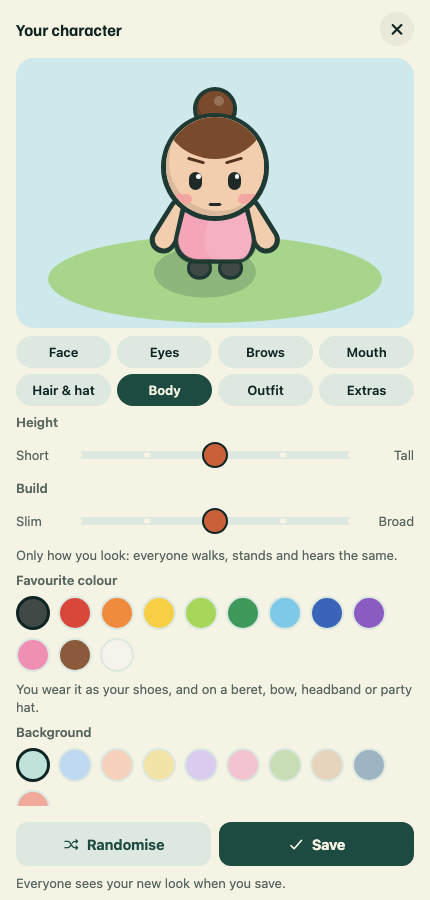 Your character
Face
Eyes
Brows
Mouth
Hair & hat
Body
Outfit
Extras
Height
Short
Tall
Build
Slim
Broad
Only how you look: everyone walks, stands and hears the same.
Favourite colour
You wear it as your shoes, and on a beret, bow, headband or party
hat.
Background
Randomise
Save
Everyone sees your new look when you save.